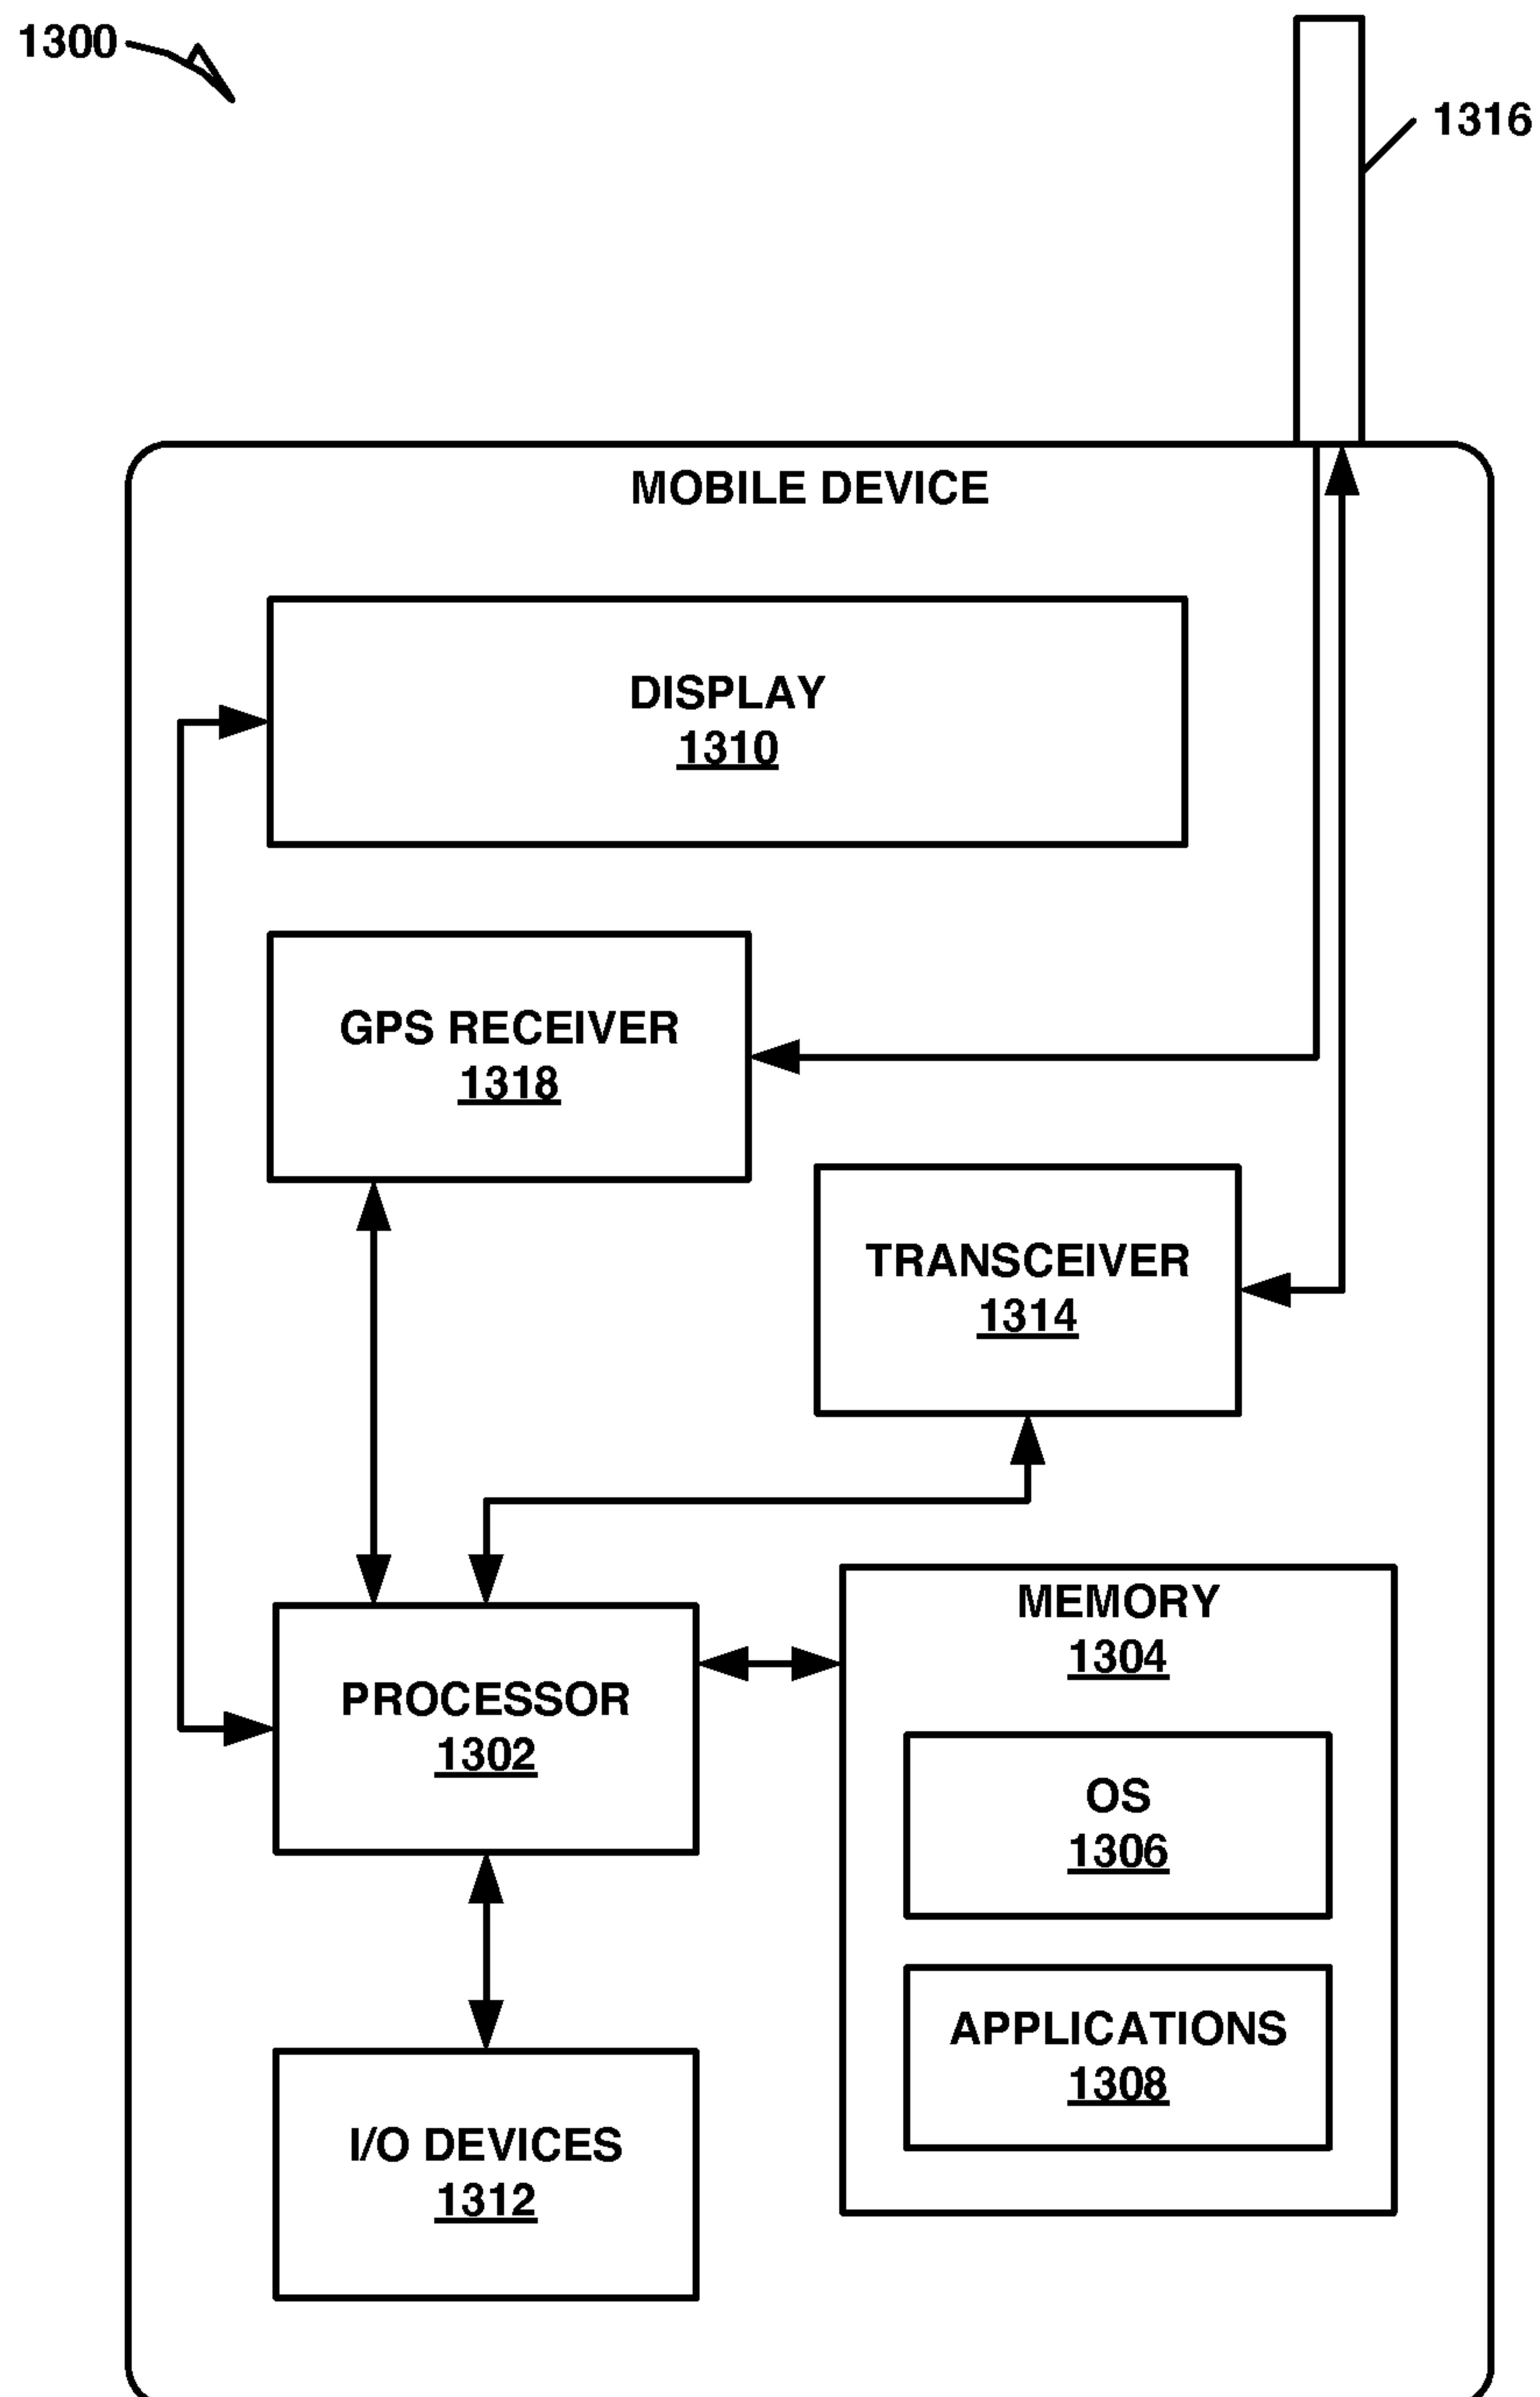 1300
1316
MOBILE DEVICE
DISPLAY
1310
GPS RECEIVER
1318
TRANSCEIVER
1314
MEMORY
1304
PROCESSOR
1302
OS
1306
APPLICATIONS
1308
I/O DEVICES
1312